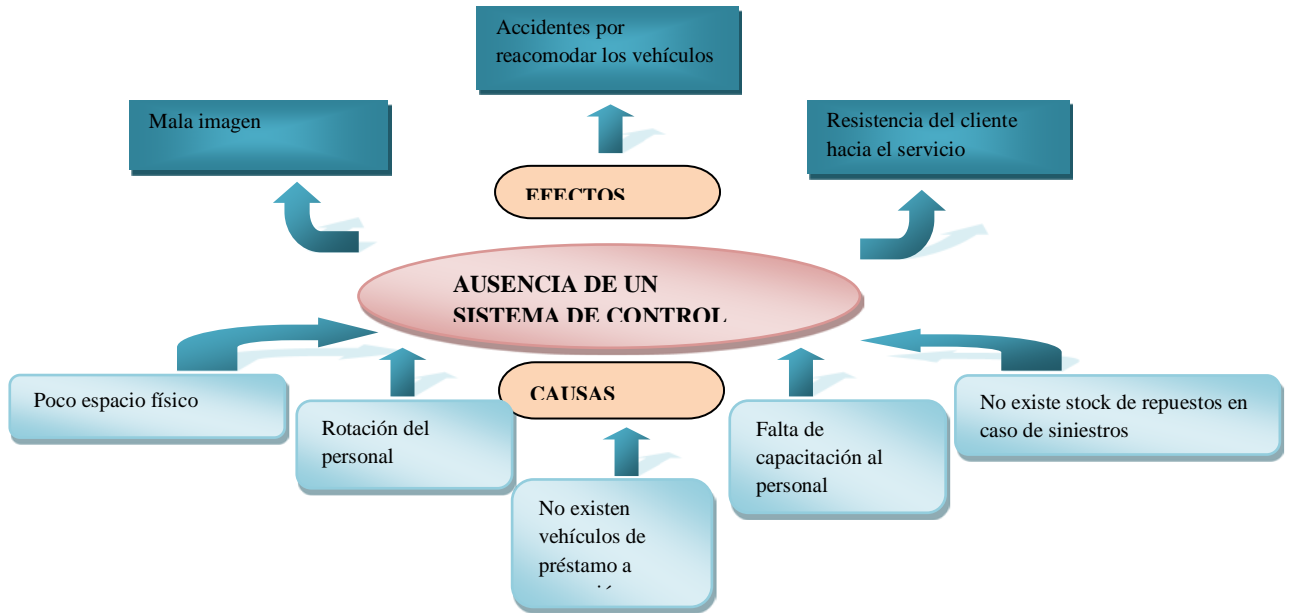 Accidentes por
reacomodar los vehículos
Mala imagen
Resistencia del cliente
hacia el servicio
EFECTOS
AUSENCIA DE UN
SISTEMA DE CONTROL
CAUSAS
Poco espacio físico
Rotación del
personal
No existen
vehículos de
préstamo a
Falta de
capacitación al
personal
No existe stock de repuestos en
caso de siniestros